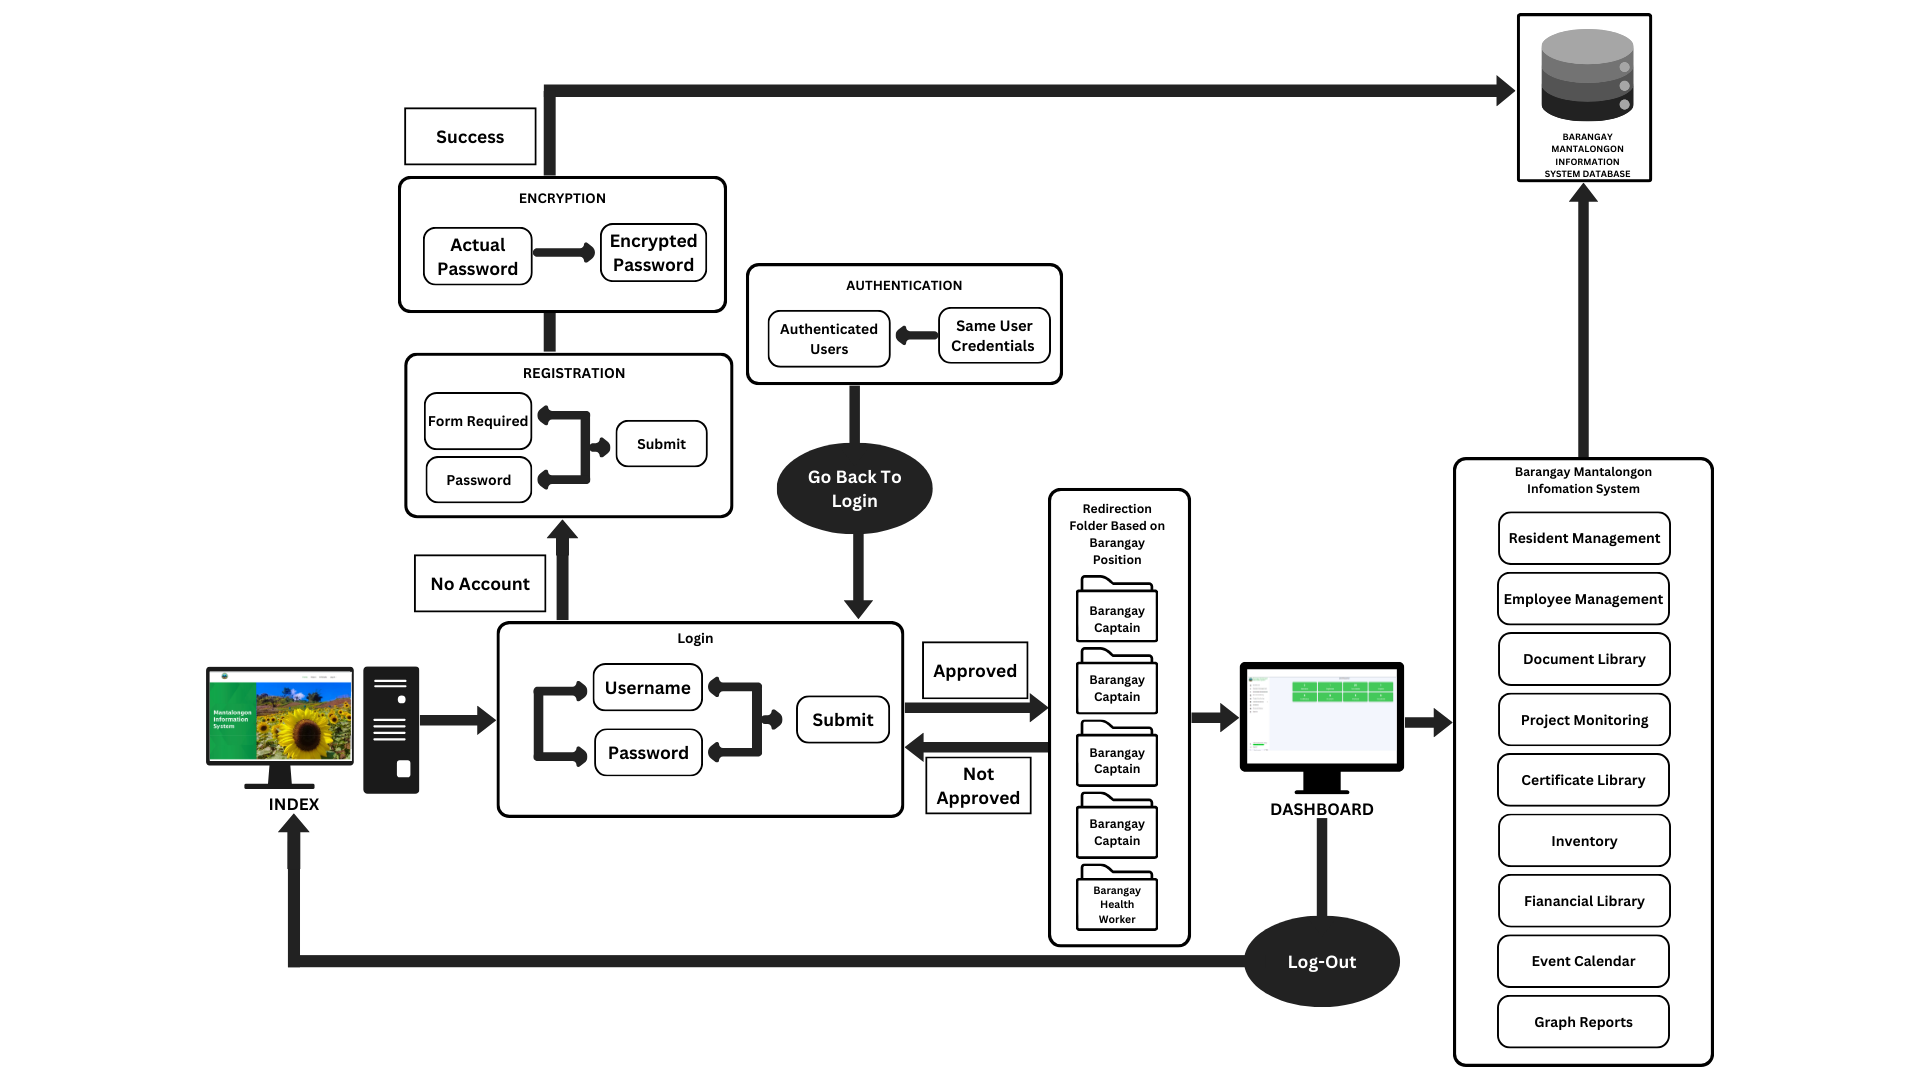 BARANGAY
MANTALONGON
INFORMATION
SYSTEM DATABASE
Success
ENCRYPTION
Actual
Password
Encrypted
Password
AUTHENTICATION
Authenticated
Users
Same User
Credentials
REGISTRATION
Form Required
Password
Submit
Go Back To
Login
No Account
Login
Username
Password
Submit
Approved
Not
Approved
Redirection
Folder Based on
Barangay
Position
Barangay
Captain
Barangay
Captain
Barangay
Captain
Barangay
Captain
Barangay
Health
Worker
Mantalongon
Information
System
INDEX
DASHBOARD
Log-Out
Barangay Mantalongon
Infomation System
Resident Management
Employee Management
Document Library
Project Monitoring
Certificate Library
Inventory
Fianancial Library
Event Calendar
Graph Reports